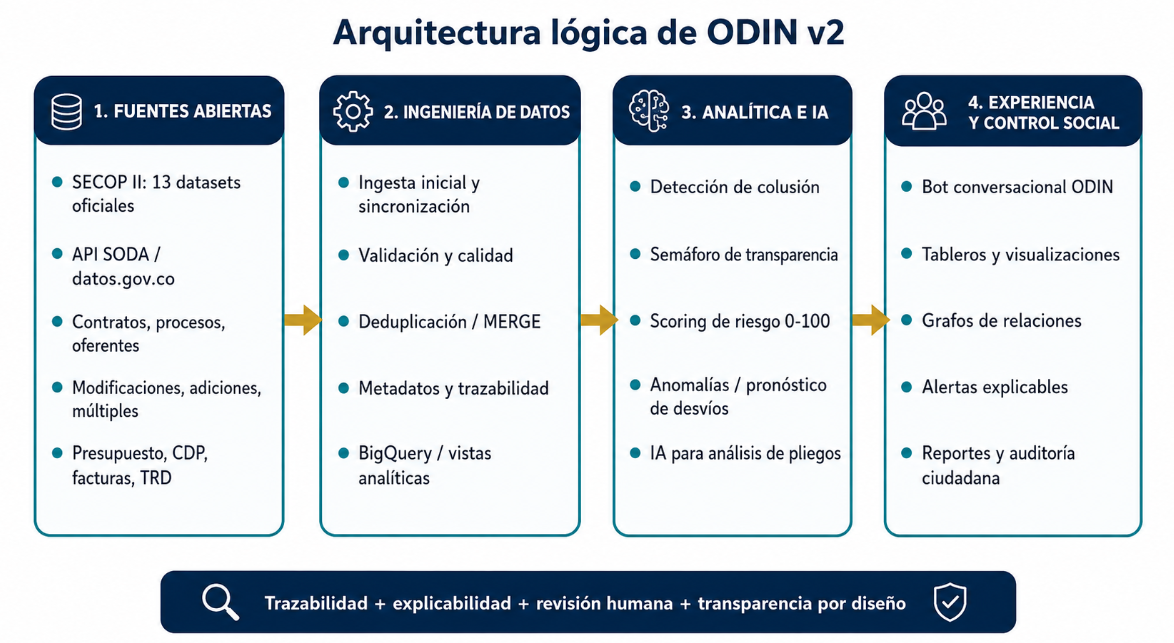 Arquitectura lógica de ODIN v2
1. FUENTES ABIERTAS
SECOP II: 13 datasets
oficiales
API SODA /
datos.gov.co
Contratos, procesos,
oferentes
Modificaciones, adiciones,
múltiples
Presupuesto, CDP,
facturas, TRD
2. INGENIERÍA DE DATOS
Ingesta inicial y
sincronización
Validación y calidad
Deduplicación / MERGE
Metadatos y trazabilidad
BigQuery / vistas
analíticas
3. ANALÍTICA E IA
Detección de colusión
Semáforo de transparencia
Scoring de riesgo 0-100
Anomalías / pronóstico
de desvíos
IA para análisis de pliegos
4. EXPERIENCIA
Y CONTROL SOCIAL
Bot conversacional ODIN
Tableros y visualizaciones
Grafos de relaciones
Alertas explicables
Reportes y auditoría
ciudadana
Trazabilidad + explicabilidad + revisión humana + transparencia por diseño